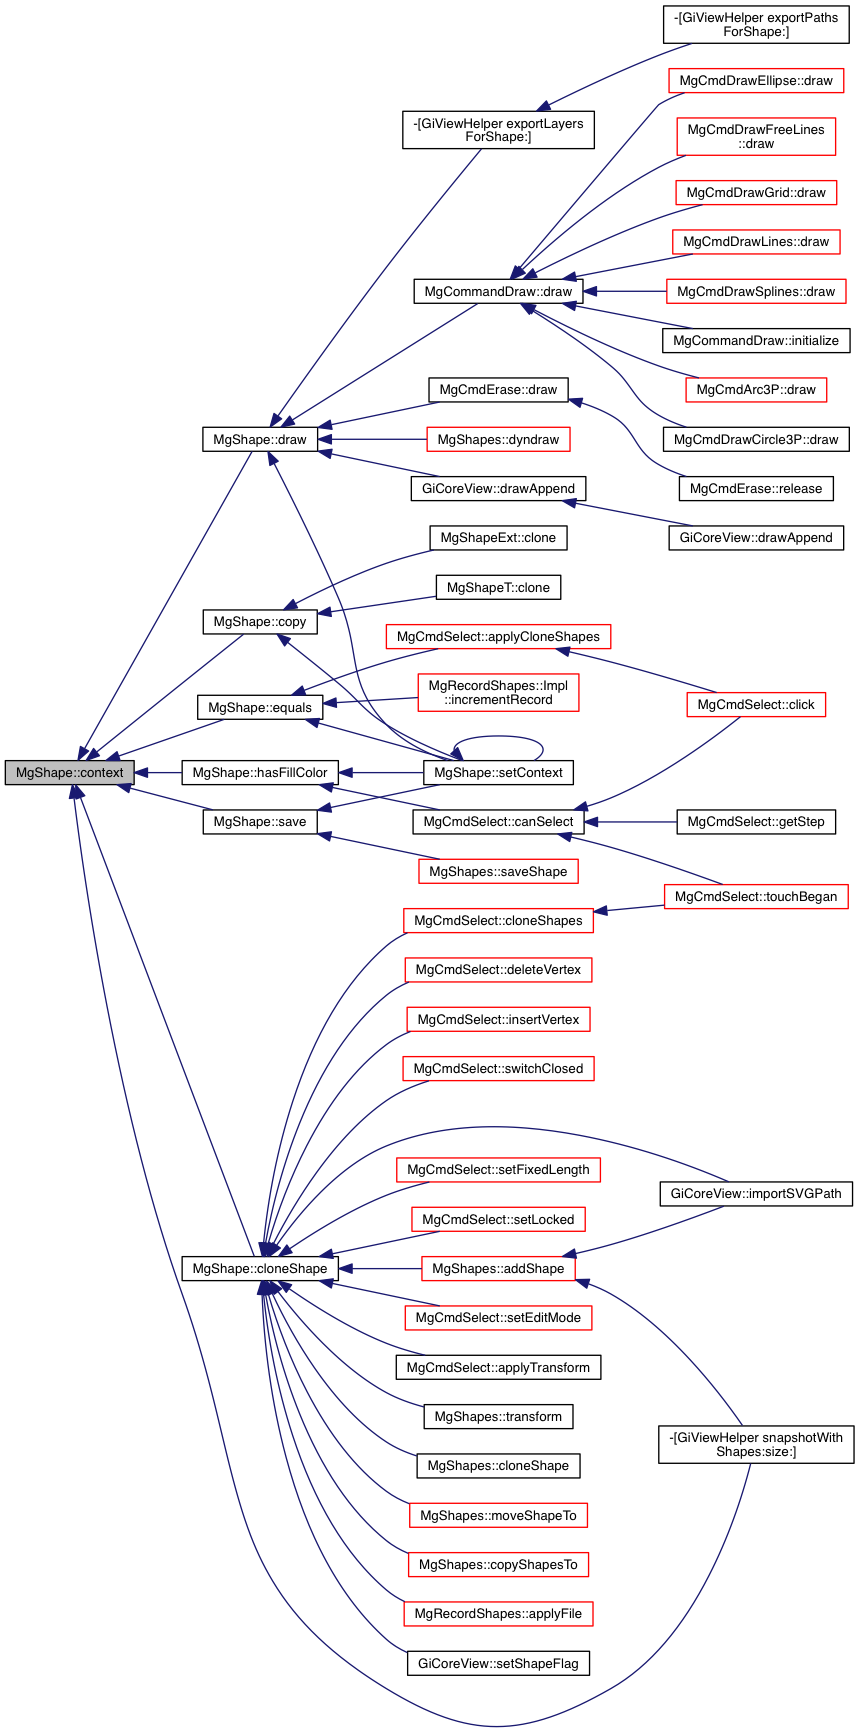 -[GiViewHelper exportPaths
ForShape:]
MgCmdDrawEllipse::draw
-[GiViewHelper exportLayers
ForShape:]
MgCmdDrawFreeLines
::draw
MgCmdDrawGrid::draw
MgCmdDrawLines::draw
MgCommandDraw::draw
MgCmdDrawSplines::draw
MgCommandDraw::initialize
MgCmdErase::draw
MgCmdArc3P::draw
MgShape::draw
MgShapes::dyndraw
MgCmdDrawCircle3P::draw
GiCoreView::drawAppend
MgCmdErase::release
MgShapeExt::clone
GiCoreView::drawAppend
MgShapeT::clone
MgShape::copy
MgCmdSelect::applyCloneShapes
MgRecordShapes::Impl
::incrementRecord
MgShape::equals
MgCmdSelect::click
MgShape::context
MgShape::hasFillColor
MgShape::setContext
MgShape::save
MgCmdSelect::canSelect
MgCmdSelect::getStep
MgShapes::saveShape
MgCmdSelect::touchBegan
MgCmdSelect::cloneShapes
MgCmdSelect::deleteVertex
MgCmdSelect::insertVertex
MgCmdSelect::switchClosed
MgCmdSelect::setFixedLength
GiCoreView::importSVGPath
MgCmdSelect::setLocked
MgShape::cloneShape
MgShapes::addShape
MgCmdSelect::setEditMode
MgCmdSelect::applyTransform
MgShapes::transform
-[GiViewHelper snapshotWith
Shapes:size:]
MgShapes::cloneShape
MgShapes::moveShapeTo
MgShapes::copyShapesTo
MgRecordShapes::applyFile
GiCoreView::setShapeFlag